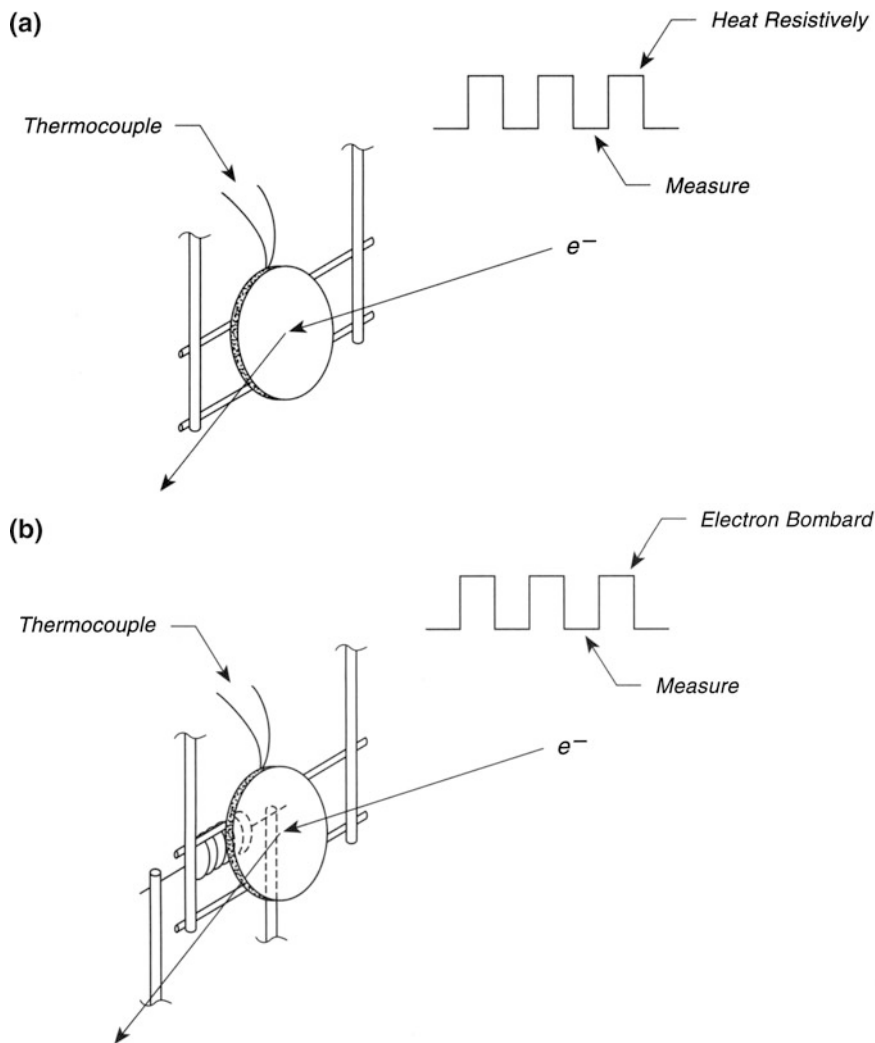 (a)
Heat Resistively
Thermocouple
Measure
e−
(b)
Electron Bombard
Thermocouple
Measure
e−